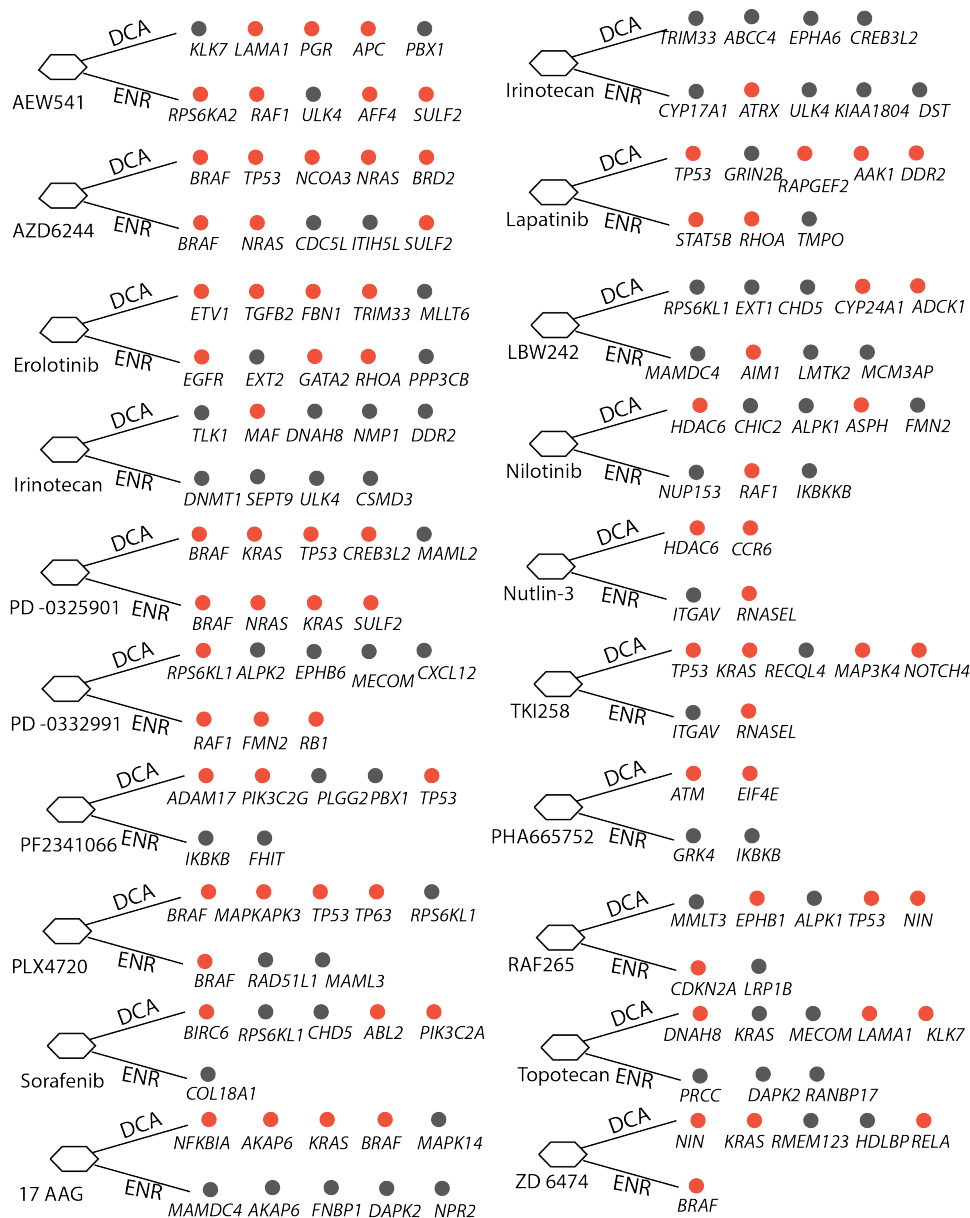 DCA
KLK7 LAMA1 PGR APC PBX1
AEW541
ENR
RPS6KA2 RAF1 ULK4 AFF4 SULF2
DCA
BRAF TP53 NCOA3 NRAS BRD2
AZD6244
ENR
BRAF NRAS CDC5L ITIH5L SULF2
DCA
ETV1 TGFB2 FBN1 TRIM33 MLLT6
Erolotinib
ENR
EGFR EXT2 GATA2 RHOA PPP3CB
DCA
TLK1 MAF DNAH8 NMP1 DDR2
Irinotecan
ENR
DNMT1 SEPT9 ULK4 CSMD3
DCA
BRAF KRAS TP53 CREB3L2 MAML2
PD -0325901
ENR
BRAF NRAS KRAS SULF2
DCA
RPS6KL1 ALPK2 EPHB6 MECOM CXCL12
PD -0332991
ENR
RAF1 FMN2 RB1
DCA
ADAM17 PIK3C2G PLGG2 PBX1 TP53
PF2341066
ENR
IKBKB FHIT
DCA
BRAF MAPKAPK3 TP53 TP63 RPS6KL1
PLX4720
ENR
BRAF RAD51L1 MAML3
DCA
BIRC6 RPS6KL1 CHD5 ABL2 PIK3C2A
Sorafenib
ENR
COL18A1
DCA
NFKBIA AKAP6 KRAS BRAF MAPK14
17 AAG
ENR
MAMDC4 AKAP6 FNBP1 DAPK2 NPR2
DCA
TRIM33 ABCC4 EPHA6 CREB3L2
Irinotecan
ENR
CYP17A1 ATRX ULK4 KIAA1804 DST
DCA
TP53 GRIN2B RAPGEF2 AAK1 DDR2
Lapatinib
ENR
STAT5B RHOA TMPO
DCA
RPS6KL1 EXT1 CHD5 CYP24A1 ADCK1
LBW242
ENR
MAMDC4 AIM1 LMTK2 MCM3AP
DCA
HDAC6 CHIC2 ALPK1 ASPH FMN2
Nilotinib
ENR
NUP153 RAF1 IKBKKB
DCA
HDAC6 CCR6
Nutlin-3
ENR
ITGAV RNASEL
DCA
TP53 KRAS RECQL4 MAP3K4 NOTCH4
TKI258
ENR
ITGAV RNASEL
DCA
ATM EIF4E
PHA665752
ENR
GRK4 IKBKB
DCA
MMLT3 EPHB1 ALPK1 TP53 NIN
RAF265
ENR
CDKN2A LRP1B
DCA
DNAH8 KRAS MECOM LAMA1 KLK7
Topotecan
ENR
PRCC DAPK2 RANBP17
DCA
NIN KRAS RMEM123 HDLBP RELA
ZD 6474
ENR
BRAF